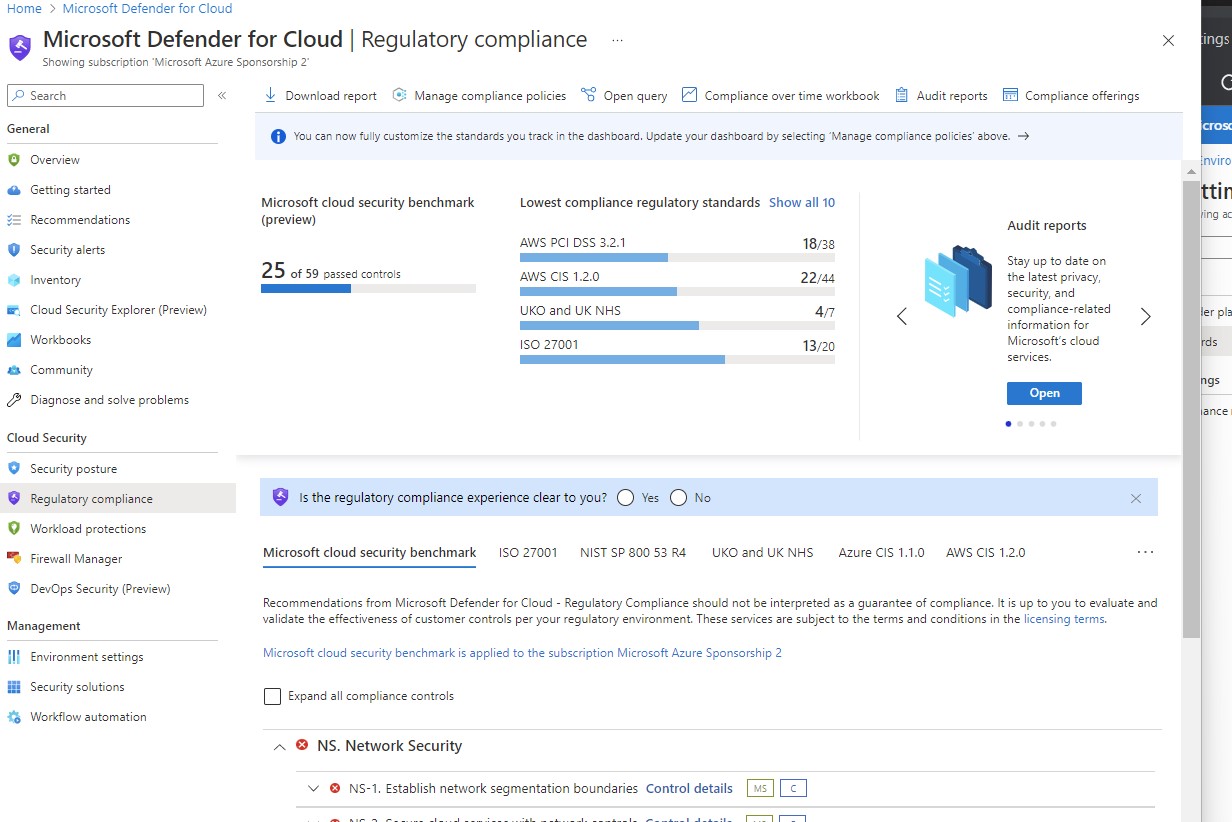 Home > Microsoft Defender for Cloud
Microsoft Defender for Cloud | Regulatory compliance ...
Showing subscription 'Microsoft Azure Sponsorship 2'
Search «
Download report
Manage compliance policies
Open query
Compliance over time workbook
Audit reports
Compliance offerings
You can now fully customize the standards you track in the dashboard. Update your dashboard by selecting 'Manage compliance policies' above. →
General
Overview
Getting started
Recommendations
Security alerts
Inventory
Cloud Security Explorer (Preview)
Workbooks
Community
Diagnose and solve problems
Cloud Security
Security posture
Regulatory compliance
Workload protections
Firewall Manager
DevOps Security (Preview)
Management
Environment settings
Security solutions
Workflow automation
Microsoft cloud security benchmark
(preview)
25 of 59 passed controls
Lowest compliance regulatory standards Show all 10
AWS PCI DSS 3.2.1 18/38
AWS CIS 1.2.0 22/44
UKO and UK NHS 4/7
ISO 27001 13/20
Audit reports
Stay up to date on
the latest privacy,
security, and
compliance-related
information for
Microsoft's cloud
services.
Open
Is the regulatory compliance experience clear to you? Yes No
Microsoft cloud security benchmark ISO 27001 NIST SP 800 53 R4 UKO and UK NHS Azure CIS 1.1.0 AWS CIS 1.2.0 ...
Recommendations from Microsoft Defender for Cloud - Regulatory Compliance should not be interpreted as a guarantee of compliance. It is up to you to evaluate and
validate the effectiveness of customer controls per your regulatory environment. These services are subject to the terms and conditions in the licensing terms.
Microsoft cloud security benchmark is applied to the subscription Microsoft Azure Sponsorship 2
Expand all compliance controls
NS. Network Security
NS-1. Establish network segmentation boundaries Control details MS C
NS-2. Secure cloud services with network controls Control details MS C